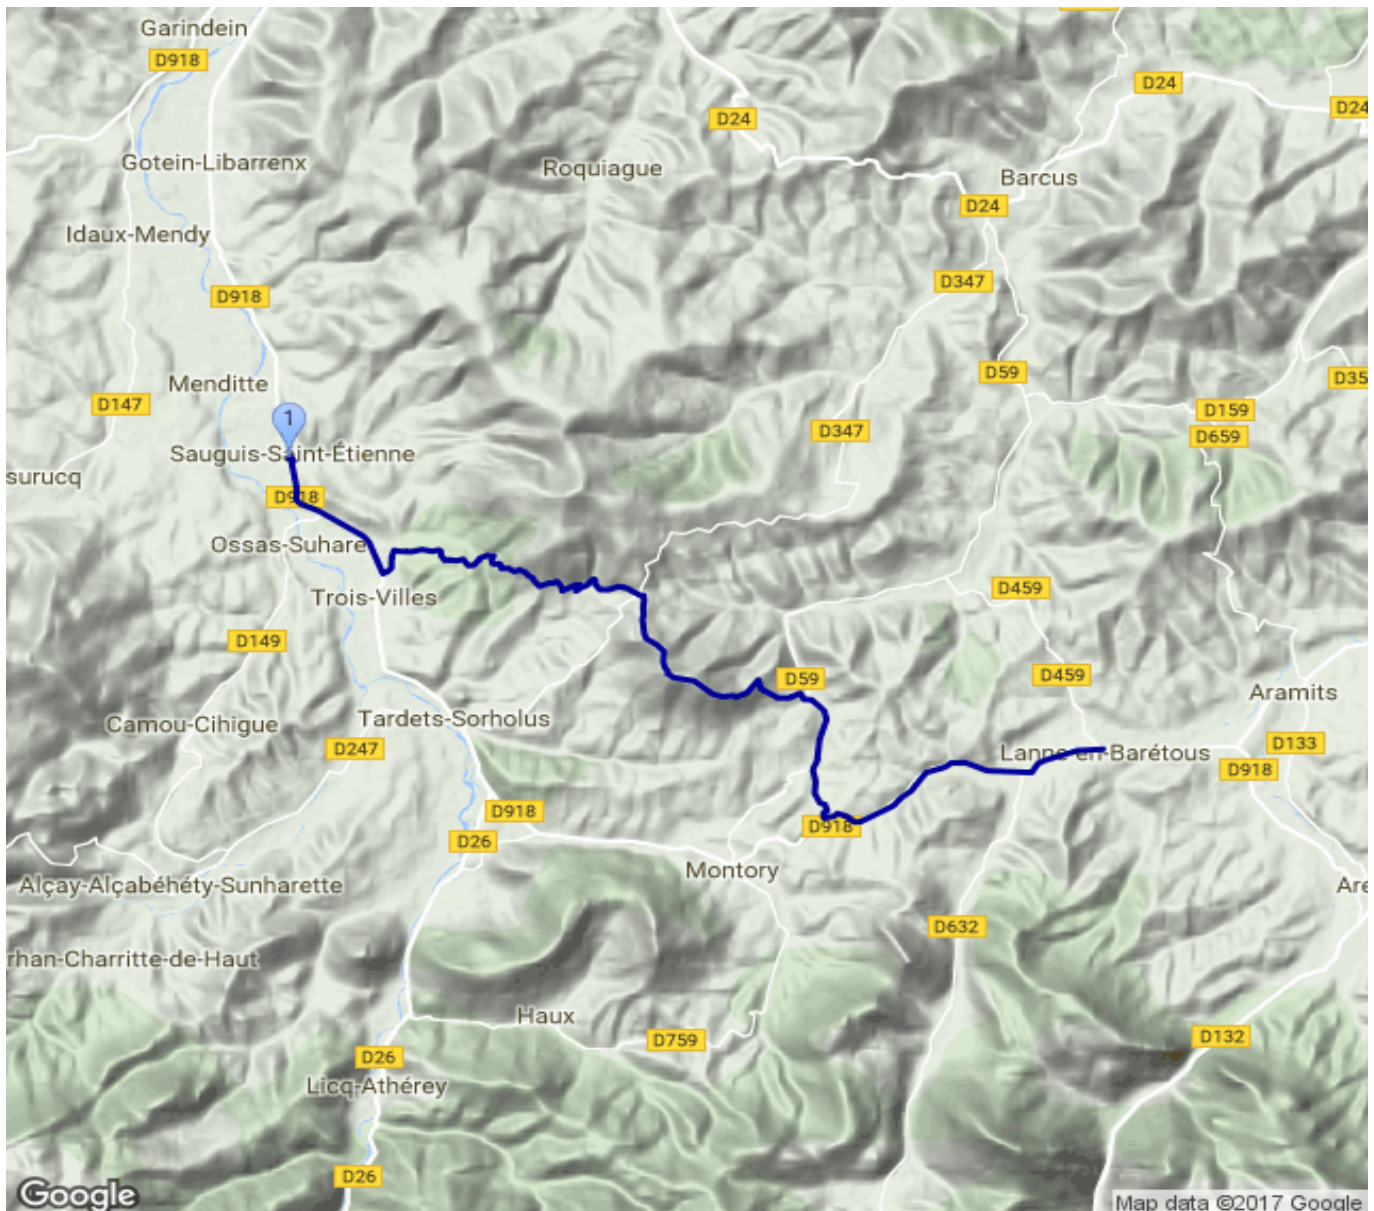 Garindein
D918
D24
D24
D24
Gotein-Libarrenx
Roquiague
Barcus
D24
Idaux-Mendy
D347
D918
D59
Menditte
D35
D147
D159
1
D347
D659
Sauguis-Saint-Étienne
surucq
D918
Ossas-Suhare
D459
Trois-Villes
D149
D59
D459
Aramits
Tardets-Sorholus
Camou-Cihigue
D247
Lanne-en-Barétous
D133
D918
D918
D918
D26
Montory
Alçay-Alçabéhéty-Sunharette
Are
D632
rhan-Charritte-de-Haut
Haux
D759
D132
D26
Licq-Athérey
D26
Google
Map data ©2017 Google